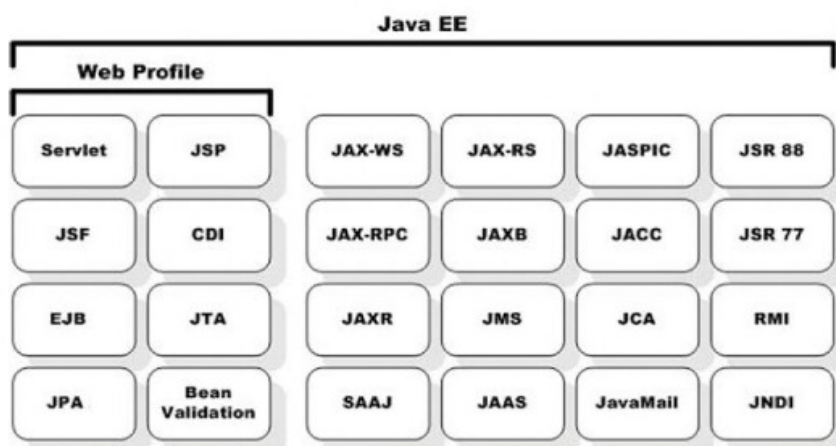 Java EE
Web Profile
Servlet JSP JAX-WS JAX-RS JASPIC JSR 88
JSF CDI JAX-RPC JAXB JACC JSR 77
EJB JTA JAXR JMS JCA RMI
JPA Bean Validation SAAJ JAAS JavaMail JNDI